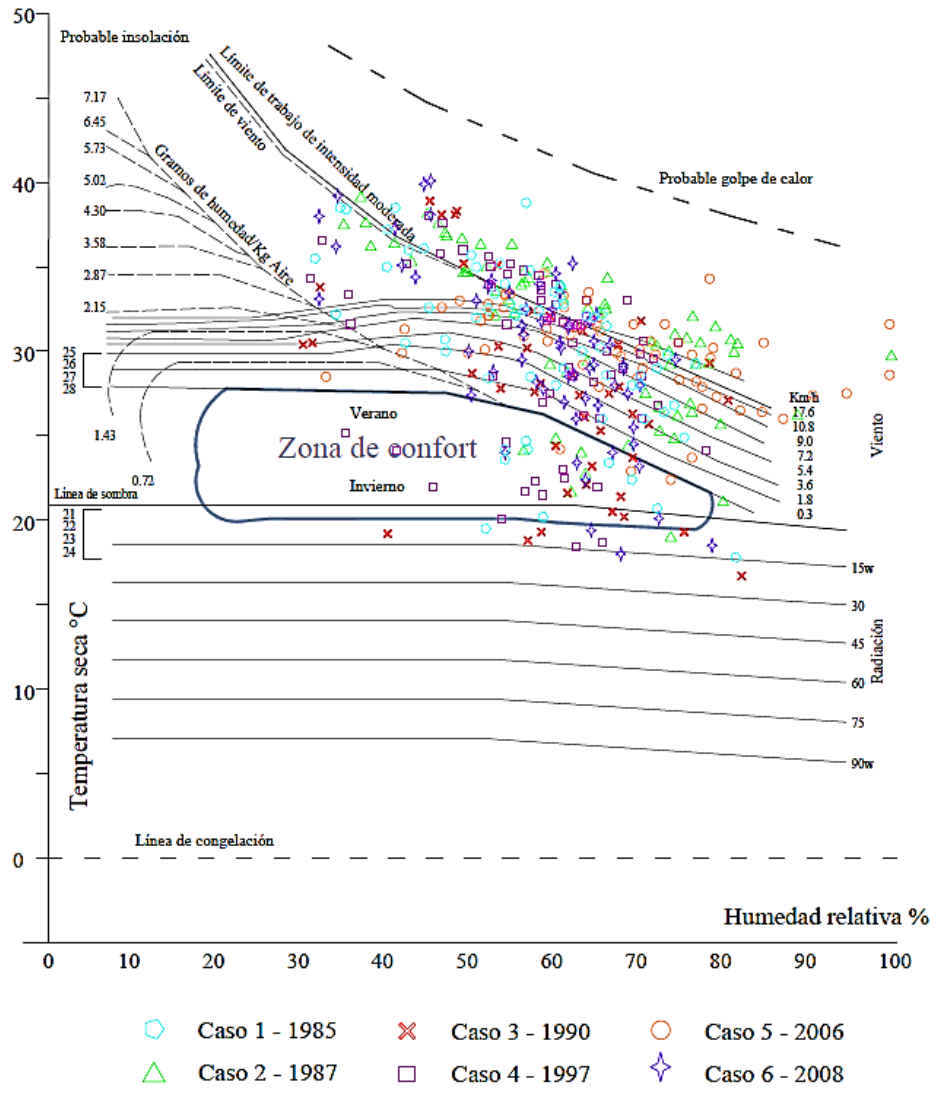 50
Probable insolación
Límite de trabajo de intensidad moderada
Límite de viento
7.17
6.45
5.73
5.02
4.30
3.58
2.87
2.15
Gramos de humedad/Kg Aire
40
Probable golpe de calor
30
25
26
27
28
1.43
0.72
Verano
Zona de confort
Invierno
Km/h
17.6
10.8
9.0
7.2
5.4
3.6
1.8
0.3
Viento
Línea de sombra
20
21
22
23
24
15w
30
45
60
75
90w
Radiación
Temperatura seca °C
10
Línea de congelación
0
Humedad relativa %
0 10 20 30 40 50 60 70 80 90 100
Caso 1 - 1985 Caso 3 - 1990 Caso 5 - 2006
Caso 2 - 1987 Caso 4 - 1997 Caso 6 - 2008